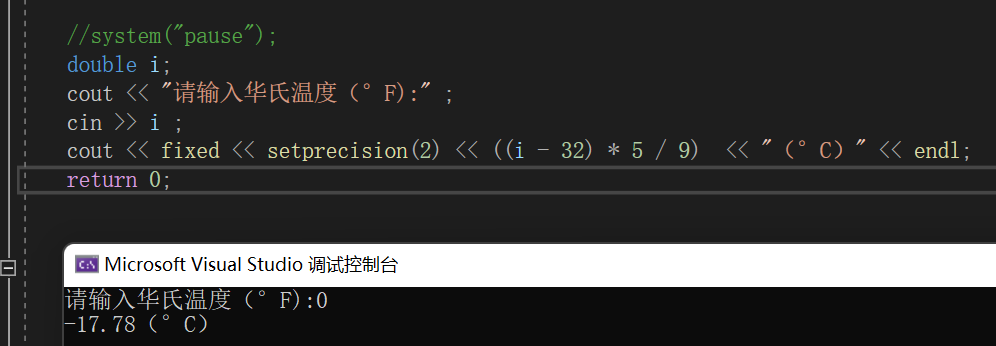 //system("pause");
double i;
cout << "请输入华氏温度（°F):" ;
cin >> i ;
cout << fixed << setprecision(2) << ((i - 32) * 5 / 9)  << "（°C）" << endl;
return 0;
Microsoft Visual Studio 调试控制台
请输入华氏温度（°F):0
-17.78（°C）